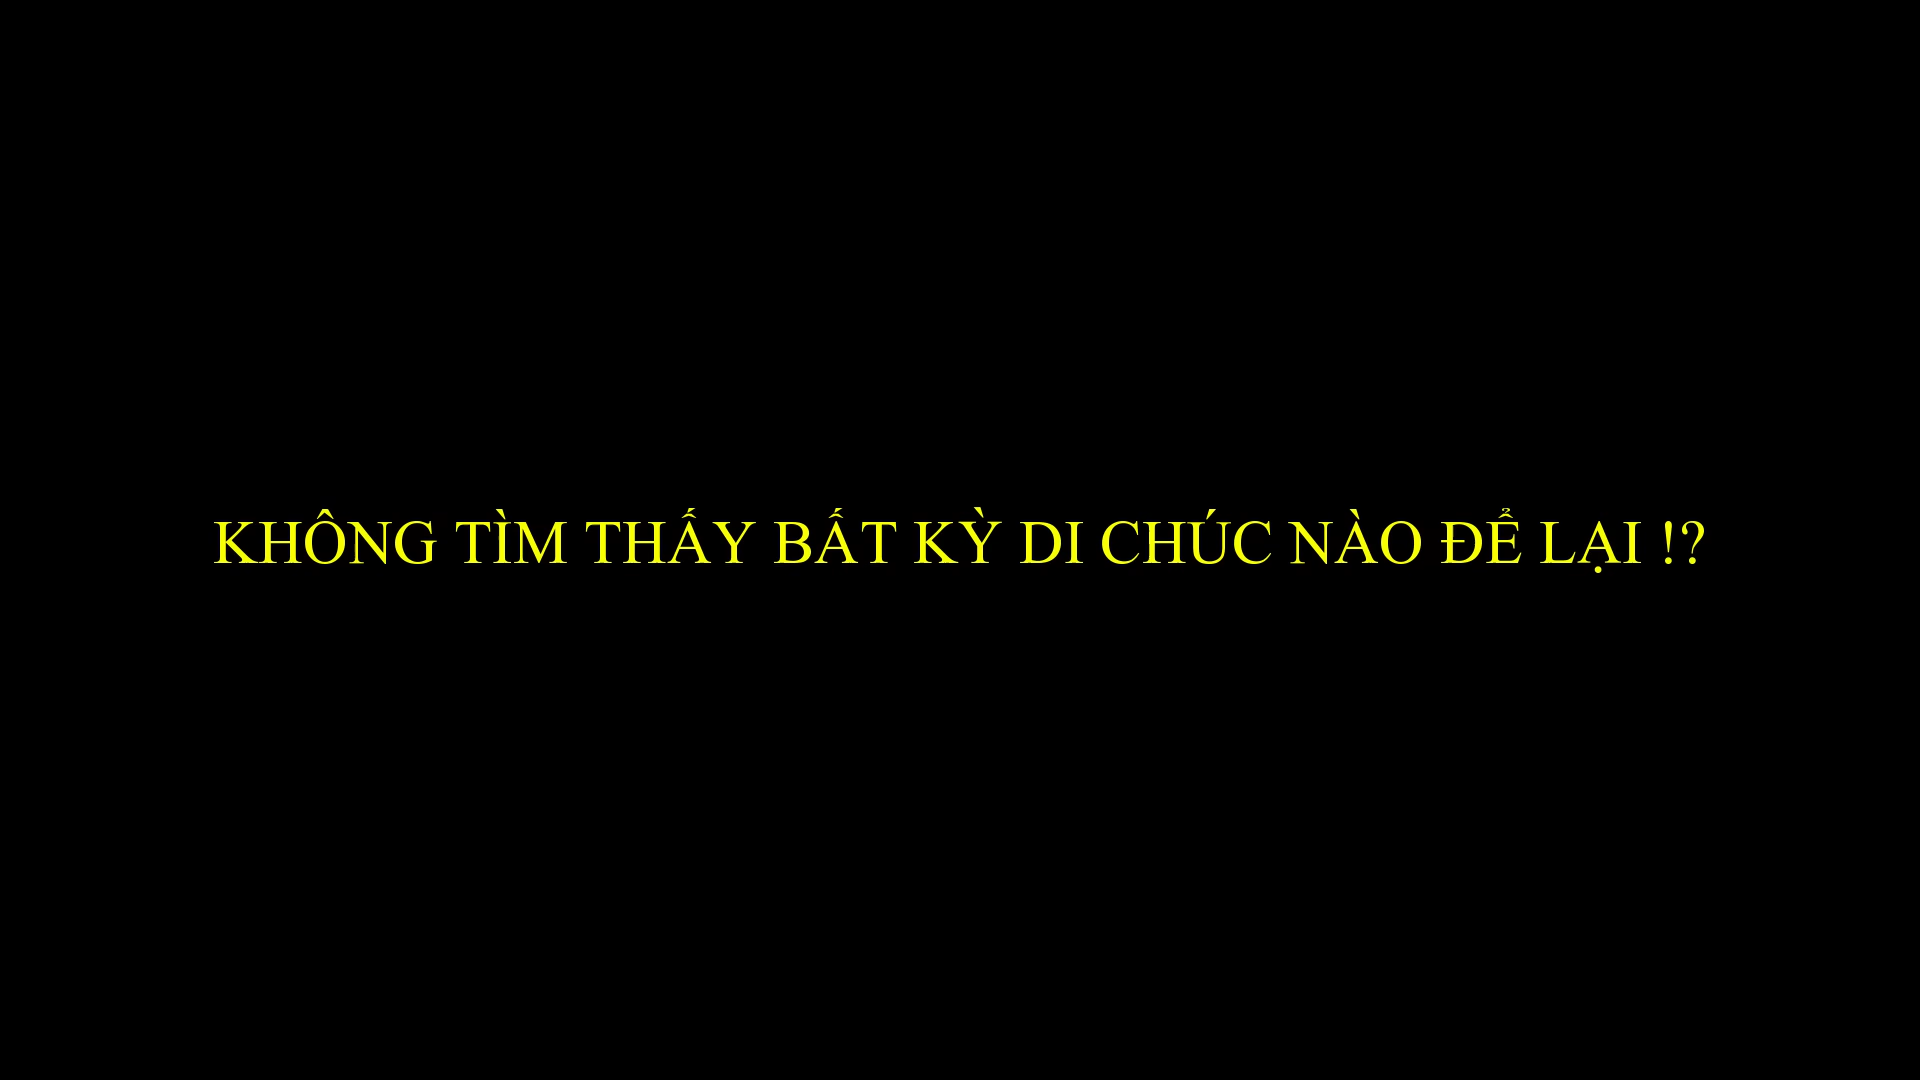 KHÔNG TÌM THẤY BẤT KỲ DI CHÚC NÀO ĐỂ LẠI !?